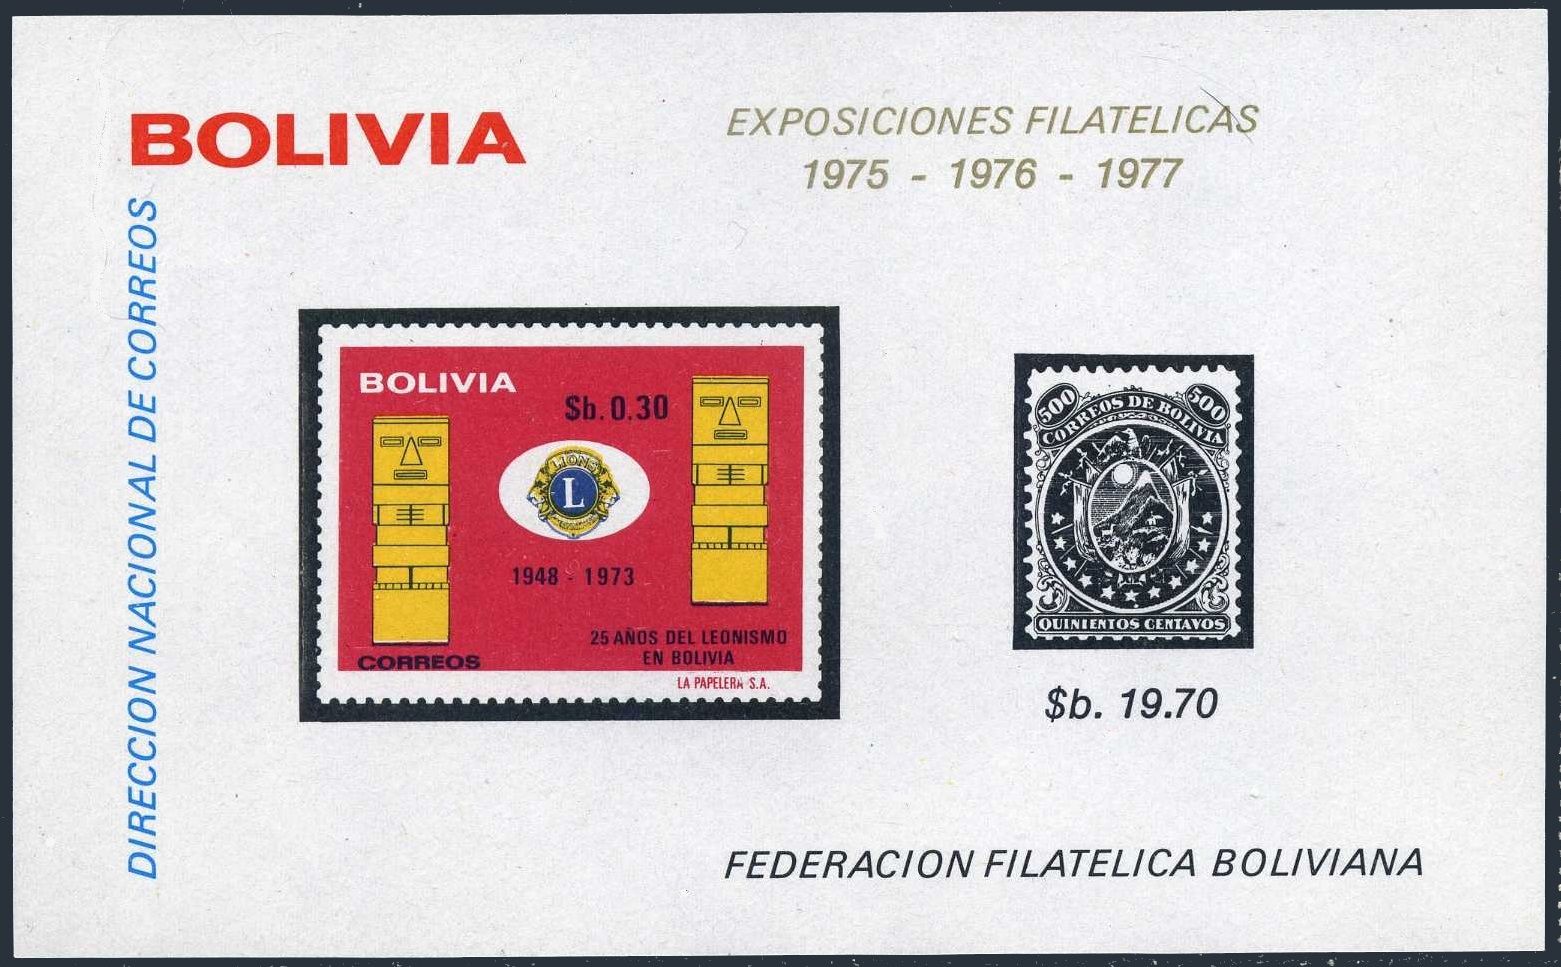 BOLIVIA
EXPOSICIONES FILATELICAS
1975 - 1976 - 1977
DIRECCION NACIONAL DE CORREOS
BOLIVIA
$b. 0.30
LIONS
L
1948 - 1973
25 AÑOS DEL LEONISMO
EN BOLIVIA
CORREOS
LA PAPELERA S.A.
500 500
CORREOS DE BOLIVIA
QUINIENTOS CENTAVOS
$b. 19.70
FEDERACION FILATELICA BOLIVIANA